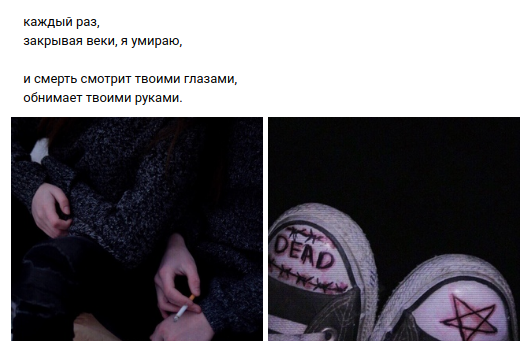 каждый раз,
закрывая веки, я умираю,
и смерть смотрит твоими глазами,
обнимает твоими руками.
DEAD